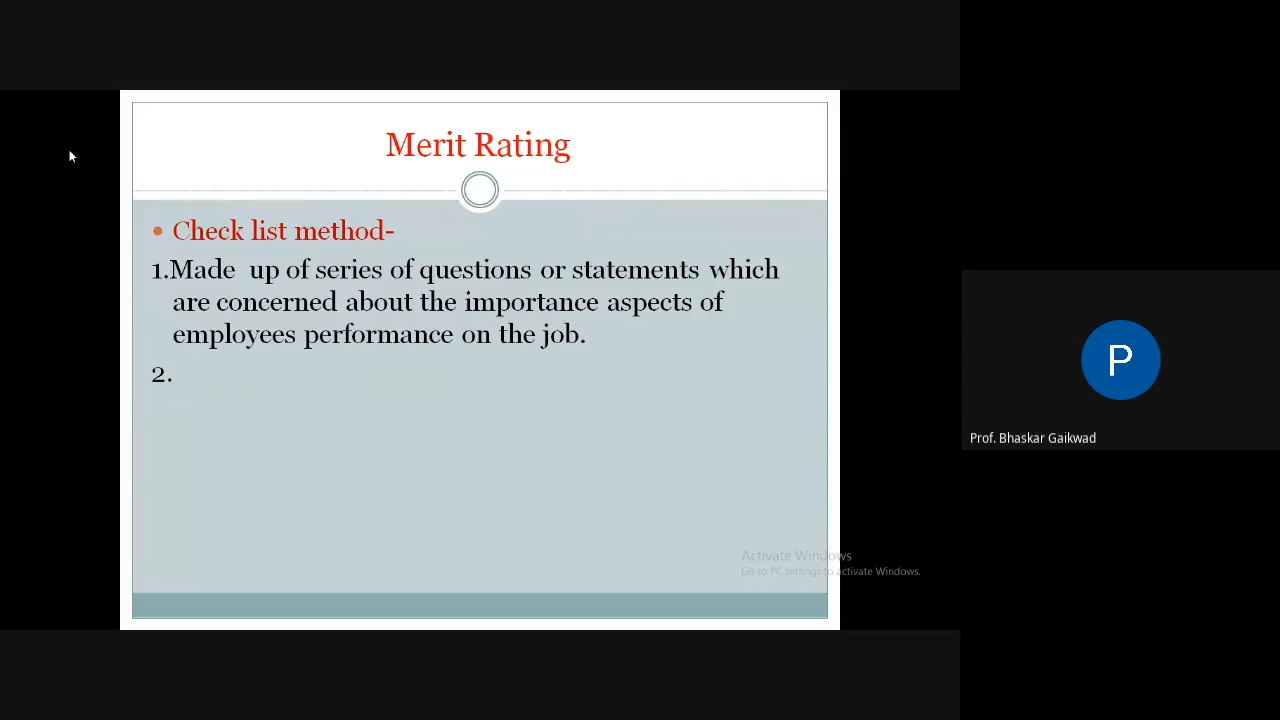 Merit Rating
• Check list method-
1.Made up of series of questions or statements which
are concerned about the importance aspects of
employees performance on the job.
2.
Activate Windows
Go to PC settings to activate Windows.
P
Prof. Bhaskar Gaikwad